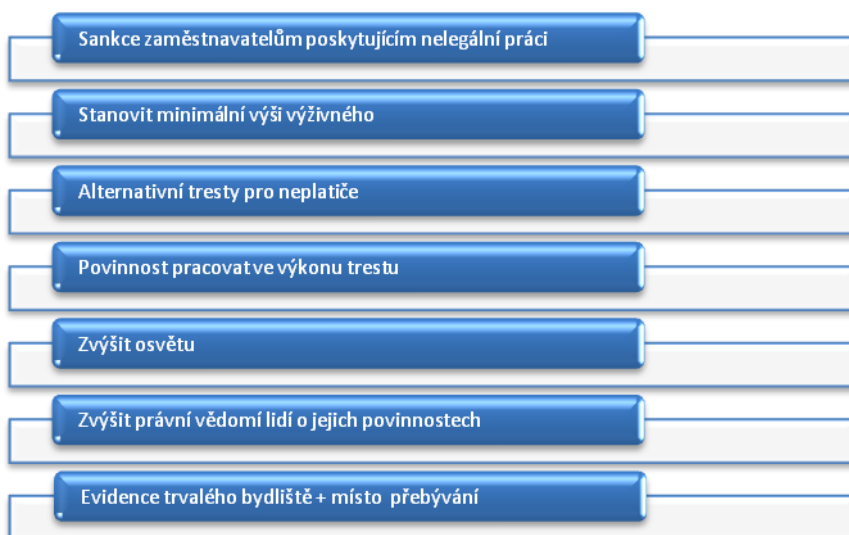 Sankce zaměstnavatelům poskytujícím nelegální práci
Stanovit minimální výši výživného
Alternativní tresty pro neplatiče
Povinnost pracovat ve výkonu trestu
Zvýšit osvětu
Zvýšit právní vědomí lidí o jejich povinnostech
Evidence trvalého bydliště + místo přebývání